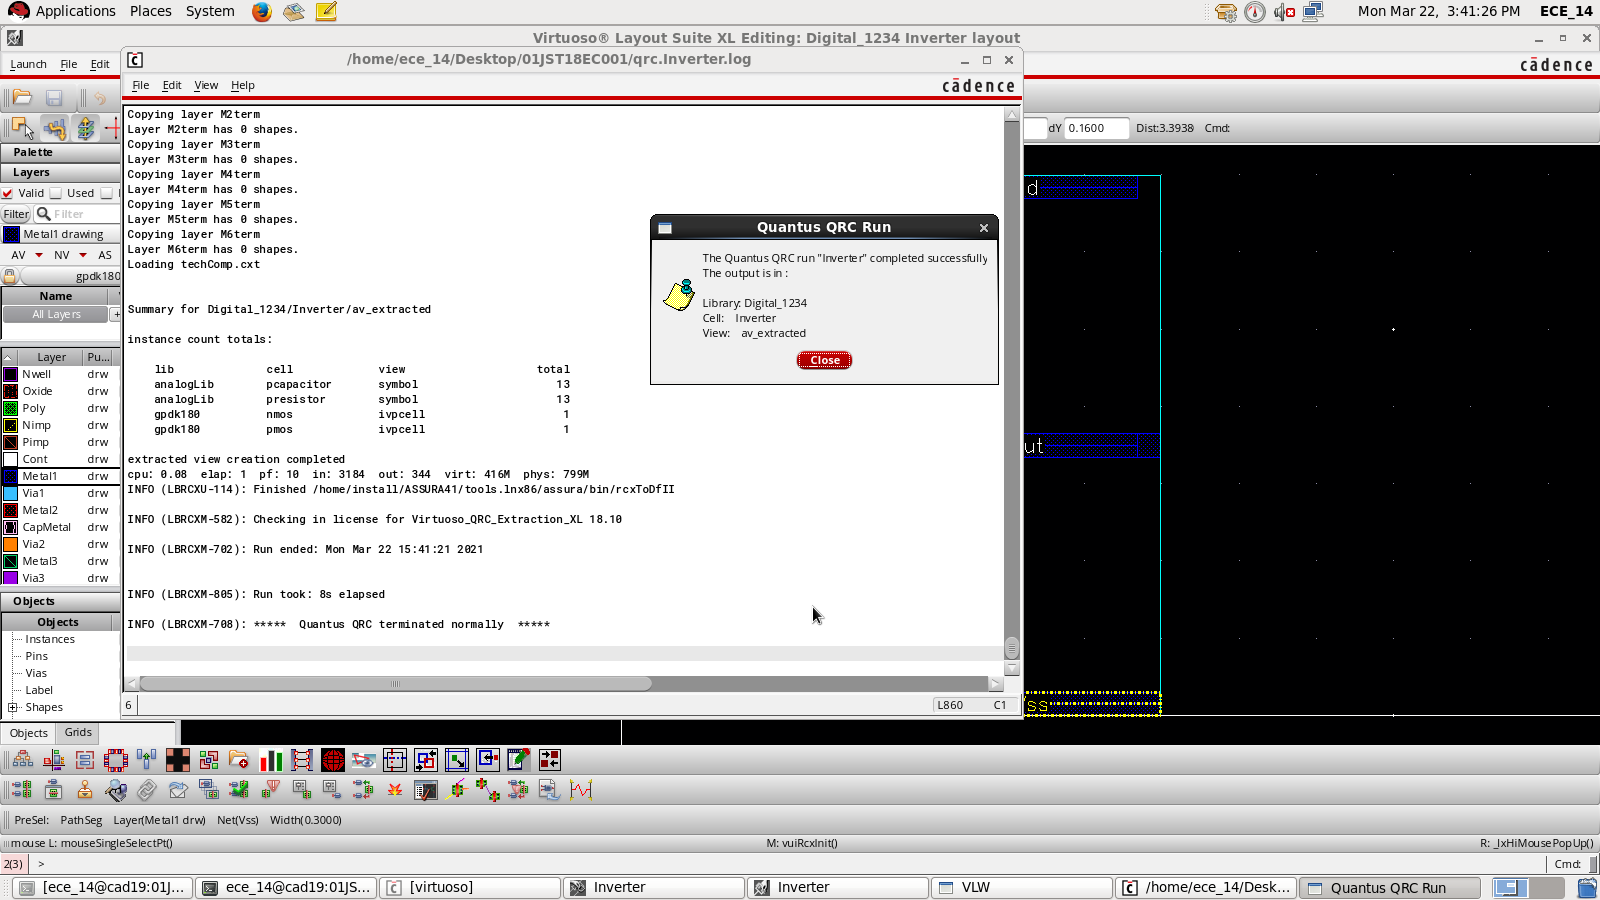 Applications Places System Mon Mar 22, 3:41:26 PM ECE_14
Virtuoso® Layout Suite XL Editing: Digital_1234 Inverter layout
Launch File Edit
cādence
/home/ece_14/Desktop/01JST18EC001/qrc.Inverter.log
File Edit View Help
cādence
dY 0.1600 Dist:3.3938 Cmd:
Palette
Layers
Valid Used
Filter Filter
Metal1 drawing
AV NV AS
gpdk180
Name
All Layers
Layer Pu...
Nwell drw
Oxide drw
Poly drw
Nimp drw
Pimp drw
Cont drw
Metal1 drw
Via1 drw
Metal2 drw
CapMetal drw
Via2 drw
Metal3 drw
Via3 drw
Objects
Objects
Instances
Pins
Vias
Label
Shapes
Objects Grids
Copying layer M2term
Layer M2term has 0 shapes.
Copying layer M3term
Layer M3term has 0 shapes.
Copying layer M4term
Layer M4term has 0 shapes.
Copying layer M5term
Layer M5term has 0 shapes.
Copying layer M6term
Layer M6term has 0 shapes.
Loading techComp.cxt
Summary for Digital_1234/Inverter/av_extracted
instance count totals:
lib cell view total
analogLib pcapacitor symbol 13
analogLib presistor symbol 13
gpdk180 nmos ivpcell 1
gpdk180 pmos ivpcell 1
extracted view creation completed
cpu: 0.08 elap: 1 pf: 10 in: 3184 out: 344 virt: 416M phys: 799M
INFO (LBRCXU-114): Finished /home/install/ASSURA41/tools.lnx86/assura/bin/rcxToDfII
INFO (LBRCXM-582): Checking in license for Virtuoso_QRC_Extraction_XL 18.10
INFO (LBRCXM-702): Run ended: Mon Mar 22 15:41:21 2021
INFO (LBRCXM-805): Run took: 8s elapsed
INFO (LBRCXM-708): ***** Quantus QRC terminated normally *****
6 L860 C1
Quantus QRC Run
The Quantus QRC run "Inverter" completed successfully
The output is in :
Library: Digital_1234
Cell: Inverter
View: av_extracted
Close
d
ut
ss
PreSel: PathSeg Layer(Metal1 drw) Net(Vss) Width(0.3000)
mouse L: mouseSingleSelectPt() M: vuiRcxInit() R: _lxHiMousePopUp()
2(3) > Cmd:
[ece_14@cad19:01J... ece_14@cad19:01JS... [virtuoso] Inverter Inverter VLW /home/ece_14/Desk... Quantus QRC Run